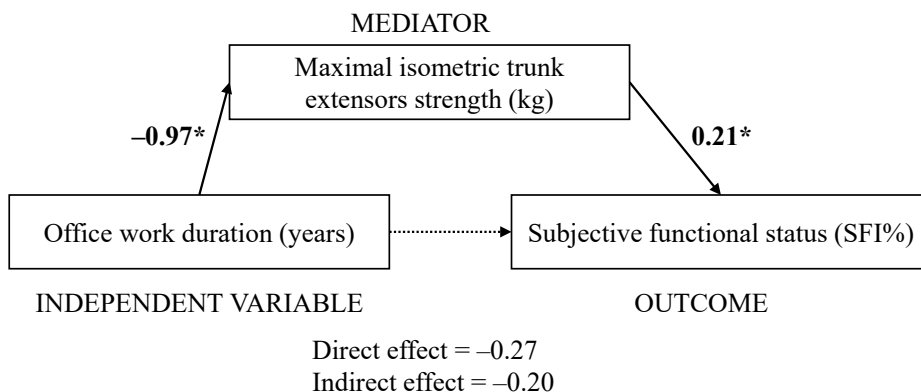 MEDIATOR
Maximal isometric trunk
extensors strength (kg)
–0.97*
0.21*
Office work duration (years)
Subjective functional status (SFI%)
INDEPENDENT VARIABLE
OUTCOME
Direct effect = –0.27
Indirect effect = –0.20